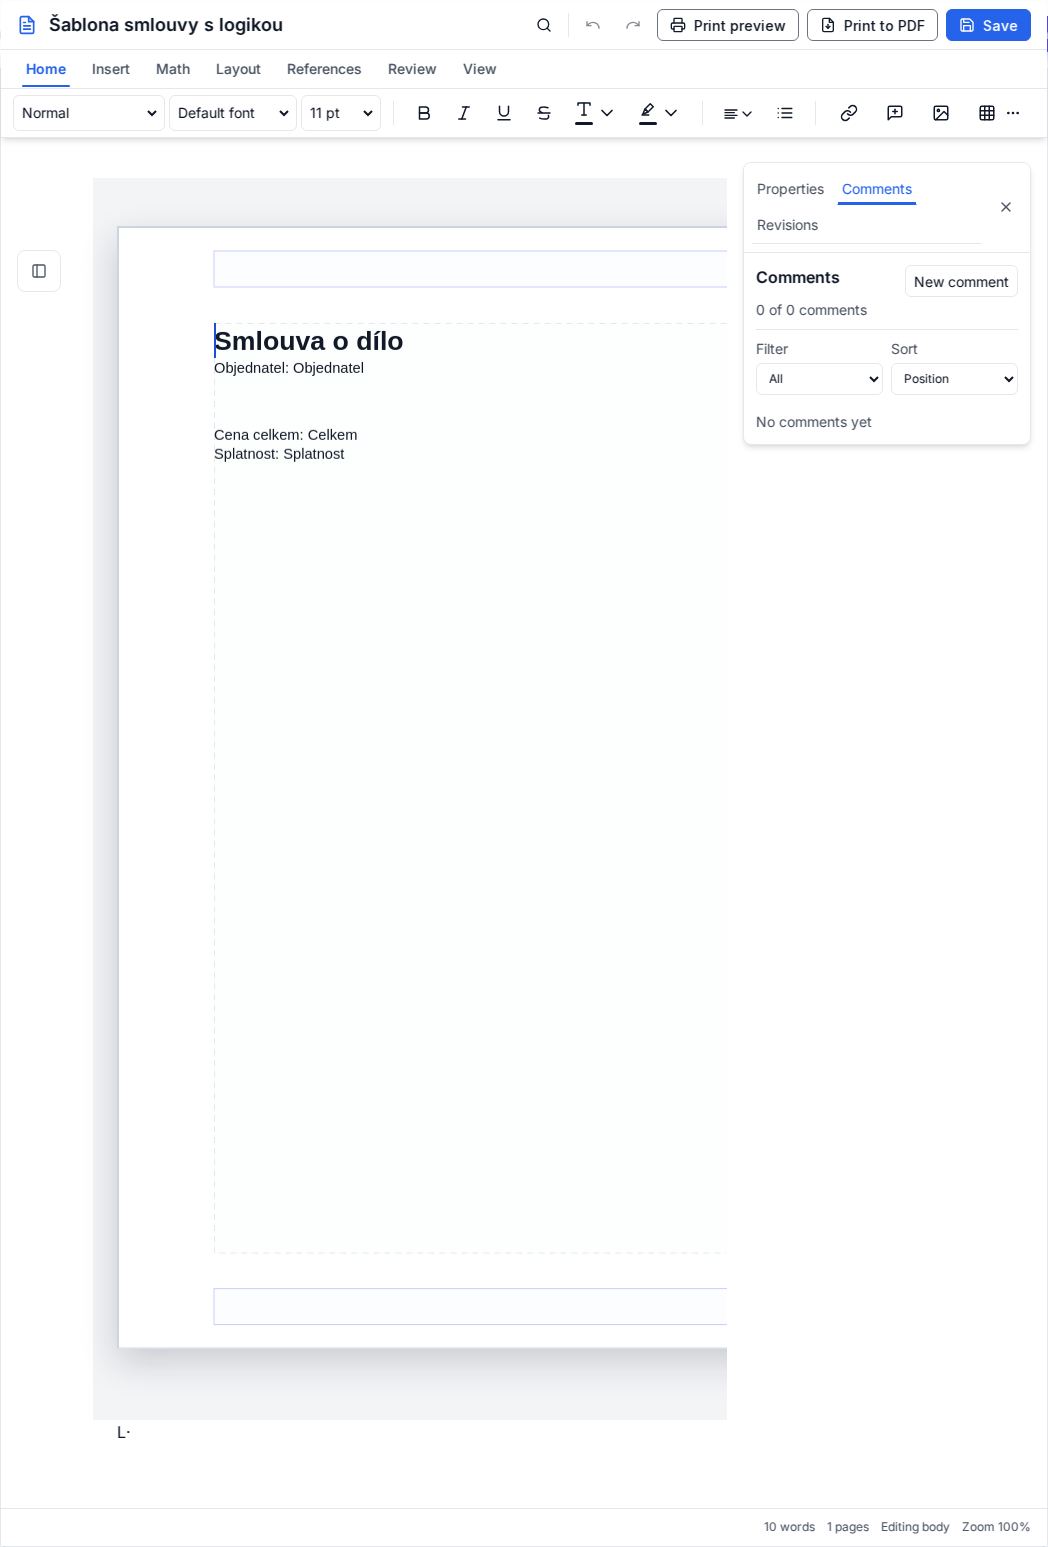 Šablona smlouvy s logikou
Print preview
Print to PDF
Save
Home Insert Math Layout References Review View
Normal Default font 11 pt
Properties Comments
Revisions
Comments
New comment
0 of 0 comments
Filter Sort
All Position
No comments yet
Smlouva o dílo
Objednatel: Objednatel
Cena celkem: Celkem
Splatnost: Splatnost
L·
10 words 1 pages Editing body Zoom 100%